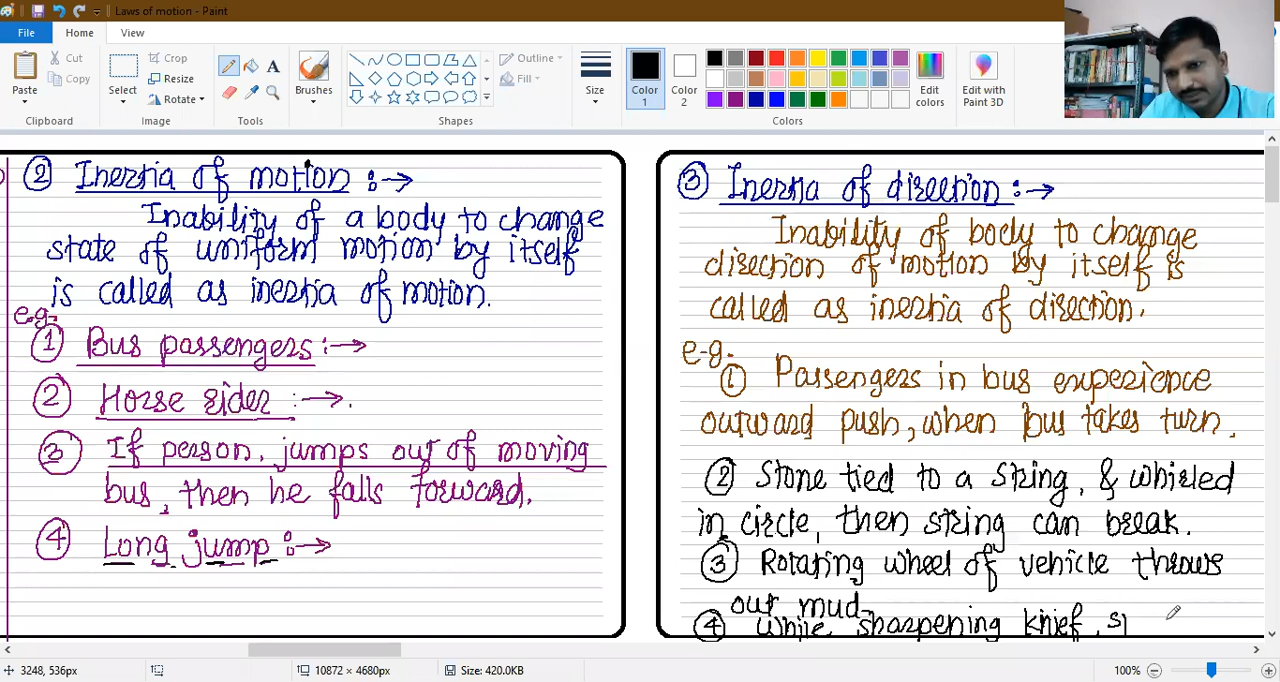 Laws of motion - Paint
File
Home
View
Paste
Cut
Copy
Clipboard
Select
Crop
Resize
Rotate
Image
Tools
Brushes
Shapes
Outline
Fill
Size
Color 1
Color 2
Colors
Edit colors
Edit with Paint 3D
② Inertia of motion :→
Inability of a body to change
state of uniform motion by itself
is called as inertia of motion.
e.g.
① Bus passengers :→
② Horse rider :→.
③ If person, jumps out of moving
bus, then he falls forward.
④ Long jump :→
③ Inertia of direction :→
Inability of body to change
direction of motion by itself is
called as inertia of direction.
e-g.
① Passengers in bus experience
outward push, when bus takes turn.
② Stone tied to a string, & whirled
in circle, then string can break.
③ Rotating wheel of vehicle throws
out mud
④ While sharpening knief, s
3248, 536px
10872 × 4680px
Size: 420.0KB
100%